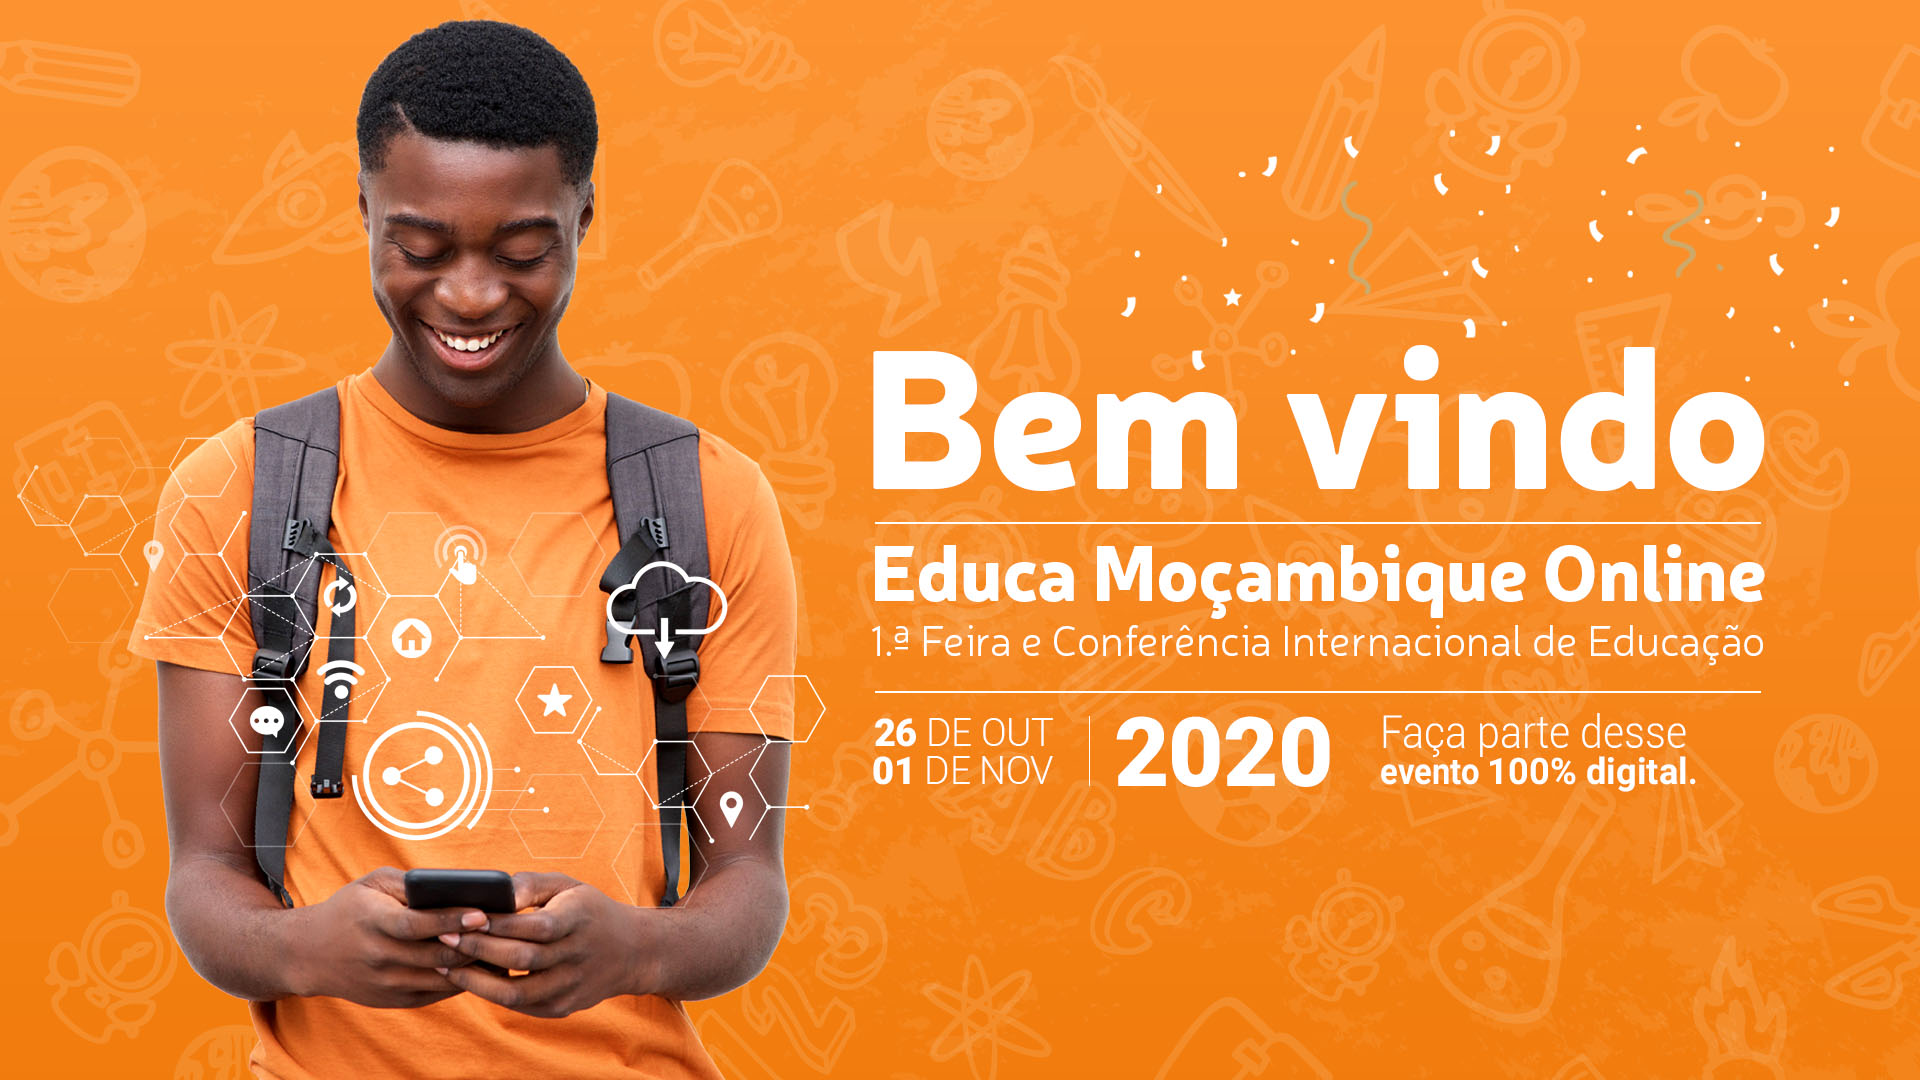 Bem vindo
Educa Moçambique Online
1.ª Feira e Conferência Internacional de Educação
26 DE OUT
01 DE NOV
2020
Faça parte desse
evento 100% digital.